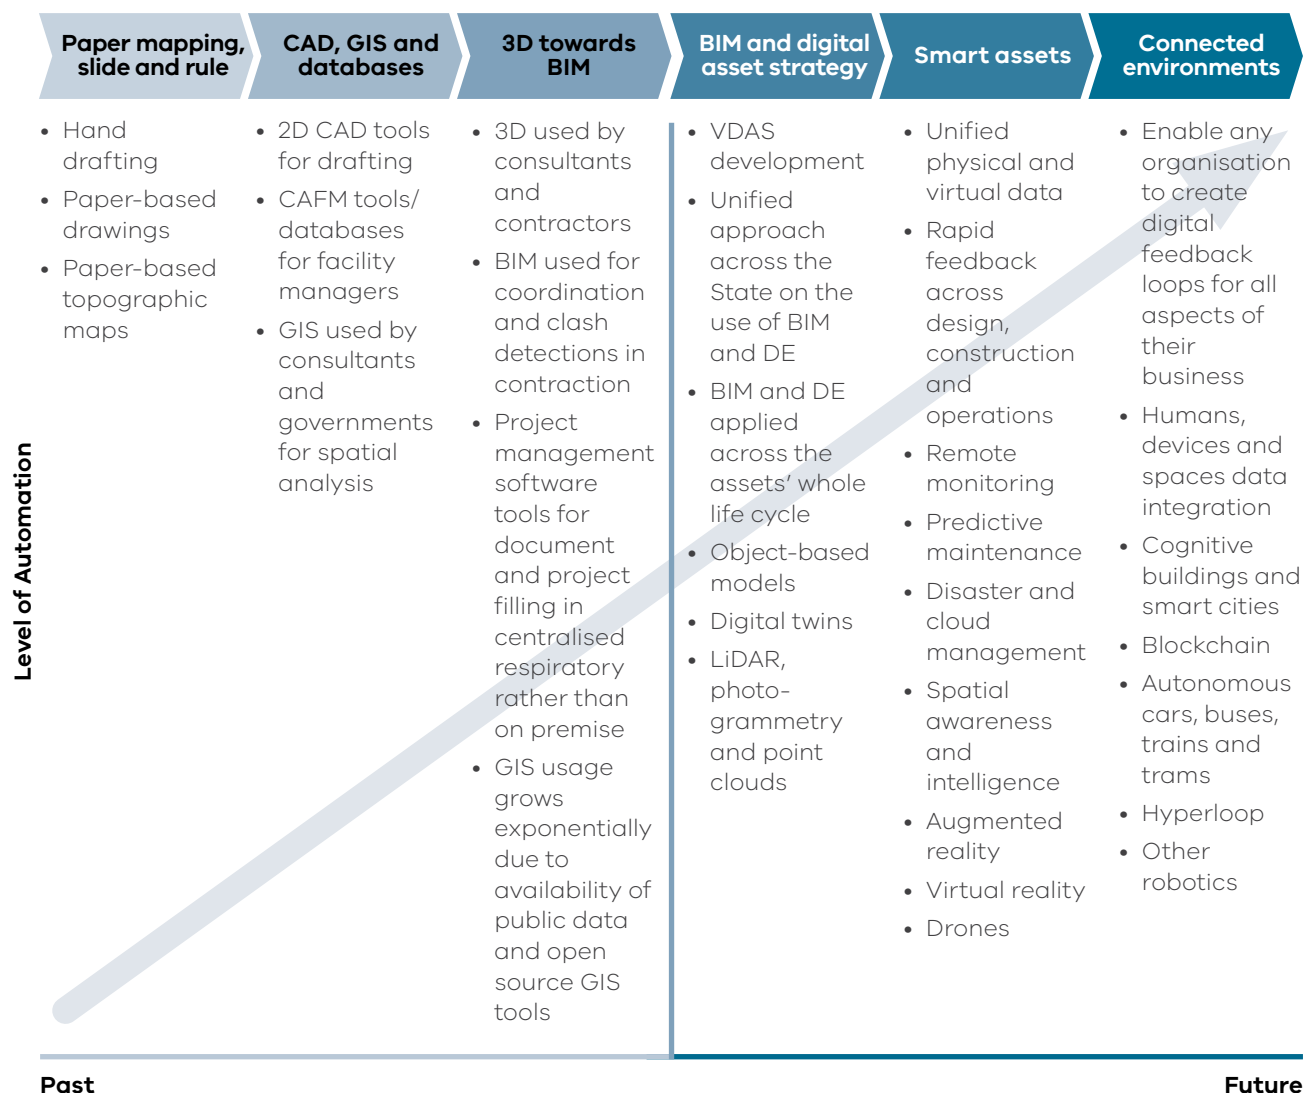 Paper mapping,
slide and rule
CAD, GIS and
databases
3D towards
BIM
BIM and digital
asset strategy
Smart assets
Connected
environments
• Hand
drafting
• Paper-based
drawings
• Paper-based
topographic
maps
• 2D CAD tools
for drafting
• CAFM tools/
databases
for facility
managers
• GIS used by
consultants
and
governments
for spatial
analysis
• 3D used by
consultants
and
contractors
• BIM used for
coordination
and clash
detections in
contraction
• Project
management
software
tools for
document
and project
filling in
centralised
respiratory
rather than
on premise
• GIS usage
grows
exponentially
due to
availability of
public data
and open
source GIS
tools
• VDAS
development
• Unified
approach
across the
State on the
use of BIM
and DE
• BIM and DE
applied
across the
assets’ whole
life cycle
• Object-based
models
• Digital twins
• LiDAR,
photo-
grammetry
and point
clouds
• Unified
physical and
virtual data
• Rapid
feedback
across
design,
construction
and
operations
• Remote
monitoring
• Predictive
maintenance
• Disaster and
cloud
management
• Spatial
awareness
and
intelligence
• Augmented
reality
• Virtual reality
• Drones
• Enable any
organisation
to create
digital
feedback
loops for all
aspects of
their
business
• Humans,
devices and
spaces data
integration
• Cognitive
buildings and
smart cities
• Blockchain
• Autonomous
cars, buses,
trains and
trams
• Hyperloop
• Other
robotics
Level of Automation
Past
Future